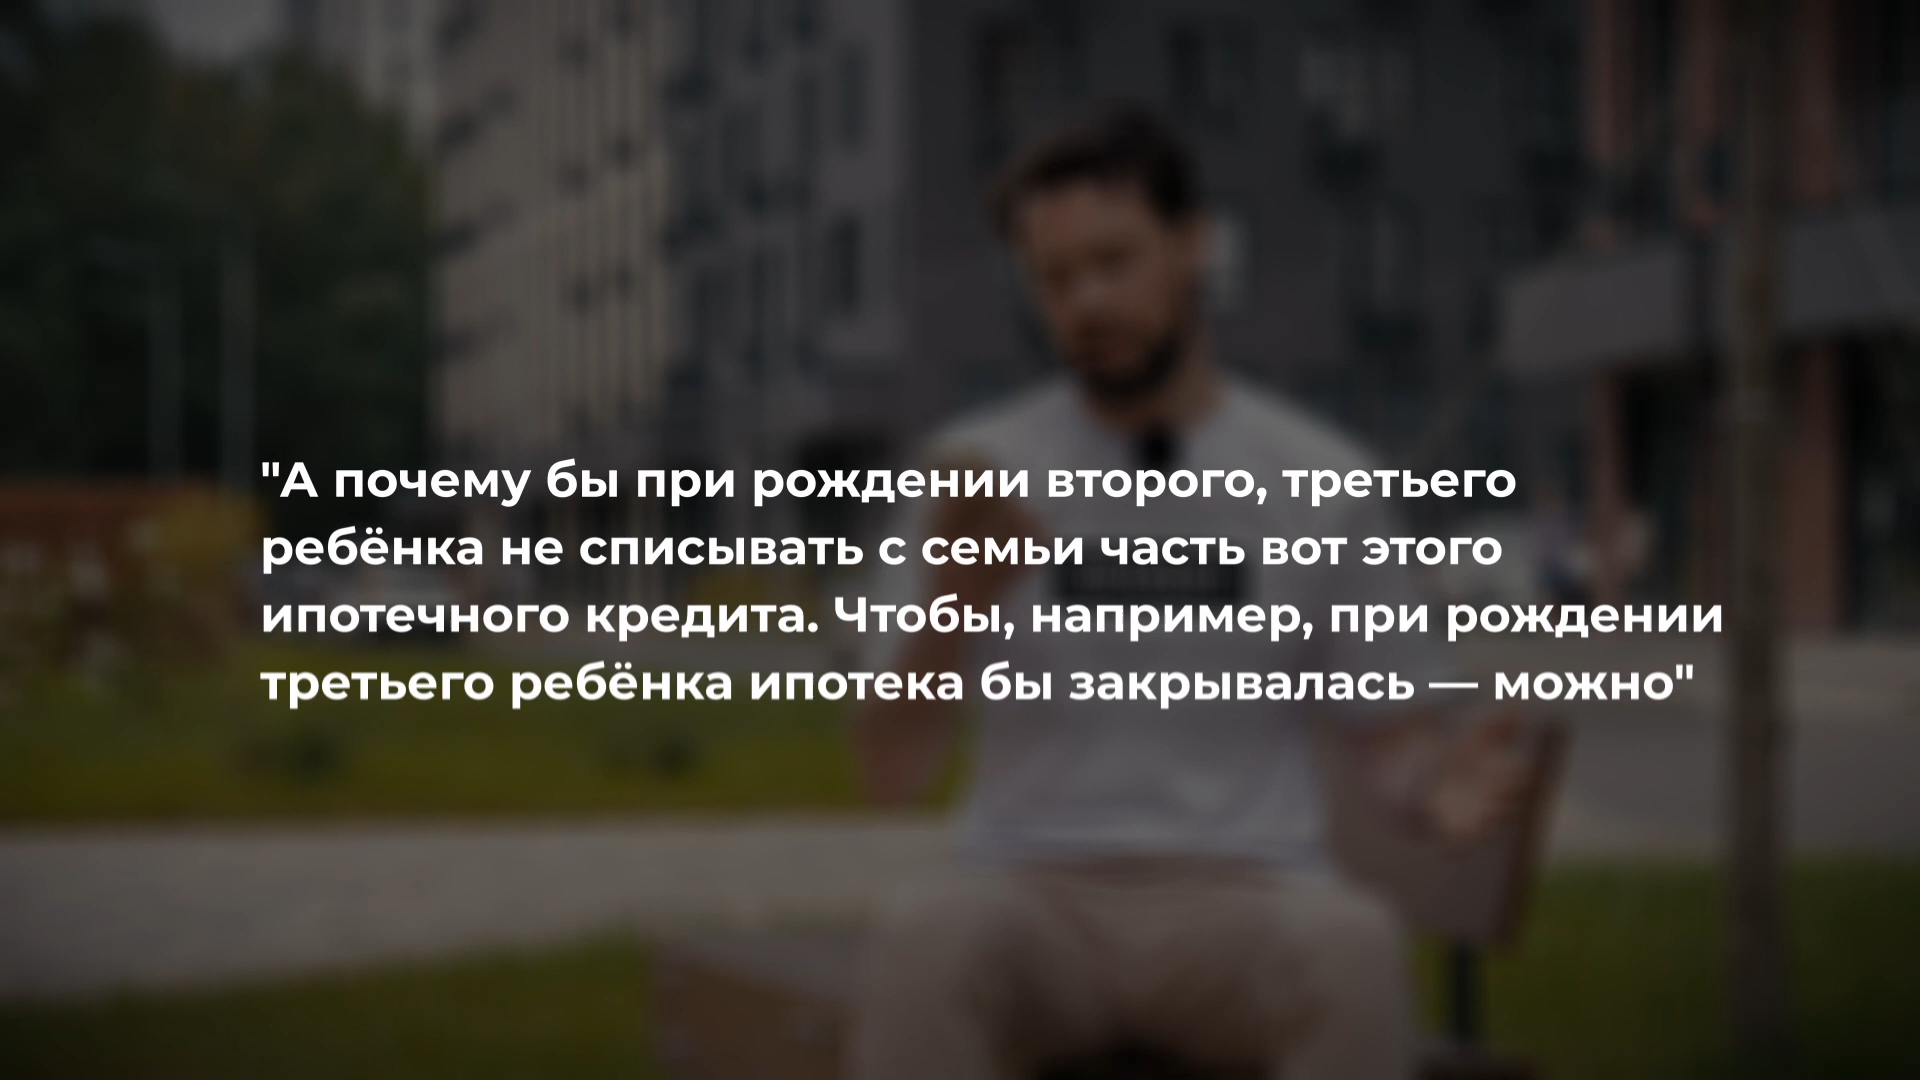 "А почему бы при рождении второго, третьего
ребёнка не списывать с семьи часть вот этого
ипотечного кредита. Чтобы, например, при рождении
третьего ребёнка ипотека бы закрывалась — можно"